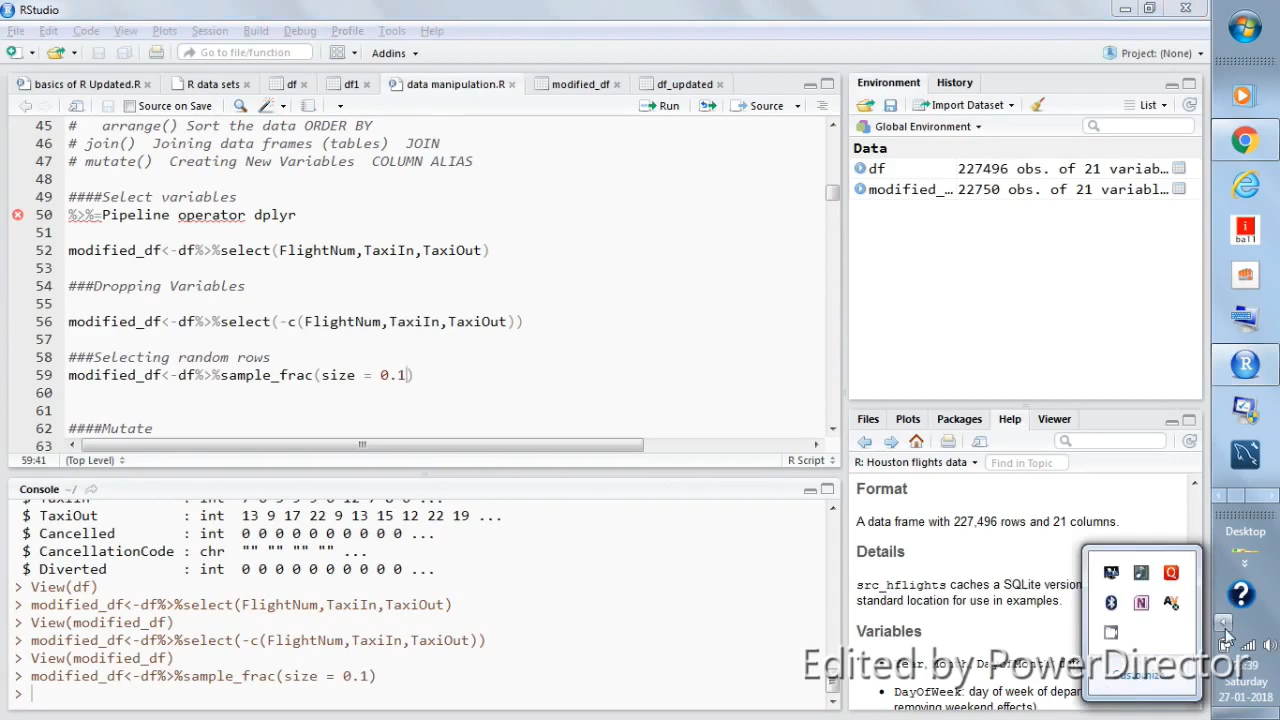 RStudio
File Edit Code View Plots Session Build Debug Profile Tools Help
Go to file/function Addins Project: (None)
basics of R Updated.R R data sets df df1 data manipulation.R modified_df df_updated
Source on Save Run Source
45 # arrange() Sort the data ORDER BY
46 # join() Joining data frames (tables) JOIN
47 # mutate() Creating New Variables COLUMN ALIAS
48
49 ####Select variables
50 %>%=Pipeline operator dplyr
51
52 modified_df<-df%>%select(FlightNum,TaxiIn,TaxiOut)
53
54 ###Dropping Variables
55
56 modified_df<-df%>%select(-c(FlightNum,TaxiIn,TaxiOut))
57
58 ###Selecting random rows
59 modified_df<-df%>%sample_frac(size = 0.1)
60
61
62 ####Mutate
63
59:41 (Top Level) R Script
Console ~/
$ TaxiOut : int 13 9 17 22 9 13 15 12 22 19 ...
$ Cancelled : int 0 0 0 0 0 0 0 0 0 0 ...
$ CancellationCode : chr "" "" "" "" ...
$ Diverted : int 0 0 0 0 0 0 0 0 0 0 ...
> View(df)
> modified_df<-df%>%select(FlightNum,TaxiIn,TaxiOut)
> View(modified_df)
> modified_df<-df%>%select(-c(FlightNum,TaxiIn,TaxiOut))
> View(modified_df)
> modified_df<-df%>%sample_frac(size = 0.1)
>
Environment History
Import Dataset List
Global Environment
Data
df 227496 obs. of 21 variab...
modified_... 22750 obs. of 21 variabl...
Files Plots Packages Help Viewer
R: Houston flights data Find in Topic
Format
A data frame with 227,496 rows and 21 columns.
Details
src_hflights caches a SQLite version
standard location for use in examples.
Variables
DayOfWeek: day of week of depar
removing weekend effects)
Edited by PowerDirector
i
ball
Desktop
Saturday
27-01-2018